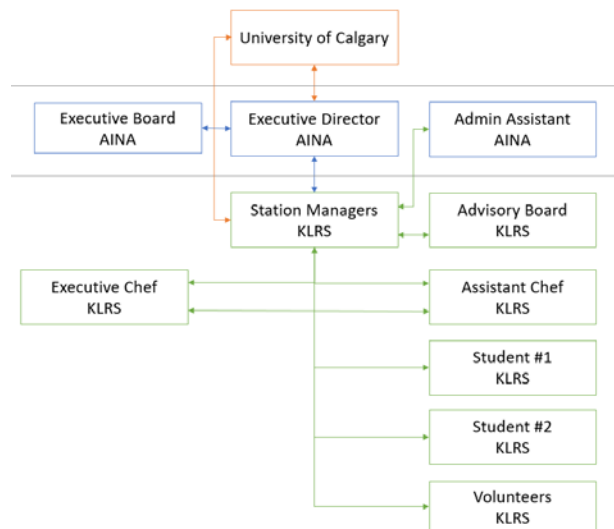 University of Calgary
Executive Board
AINA
Executive Director
AINA
Admin Assistant
AINA
Station Managers
KLRS
Advisory Board
KLRS
Executive Chef
KLRS
Assistant Chef
KLRS
Student #1
KLRS
Student #2
KLRS
Volunteers
KLRS